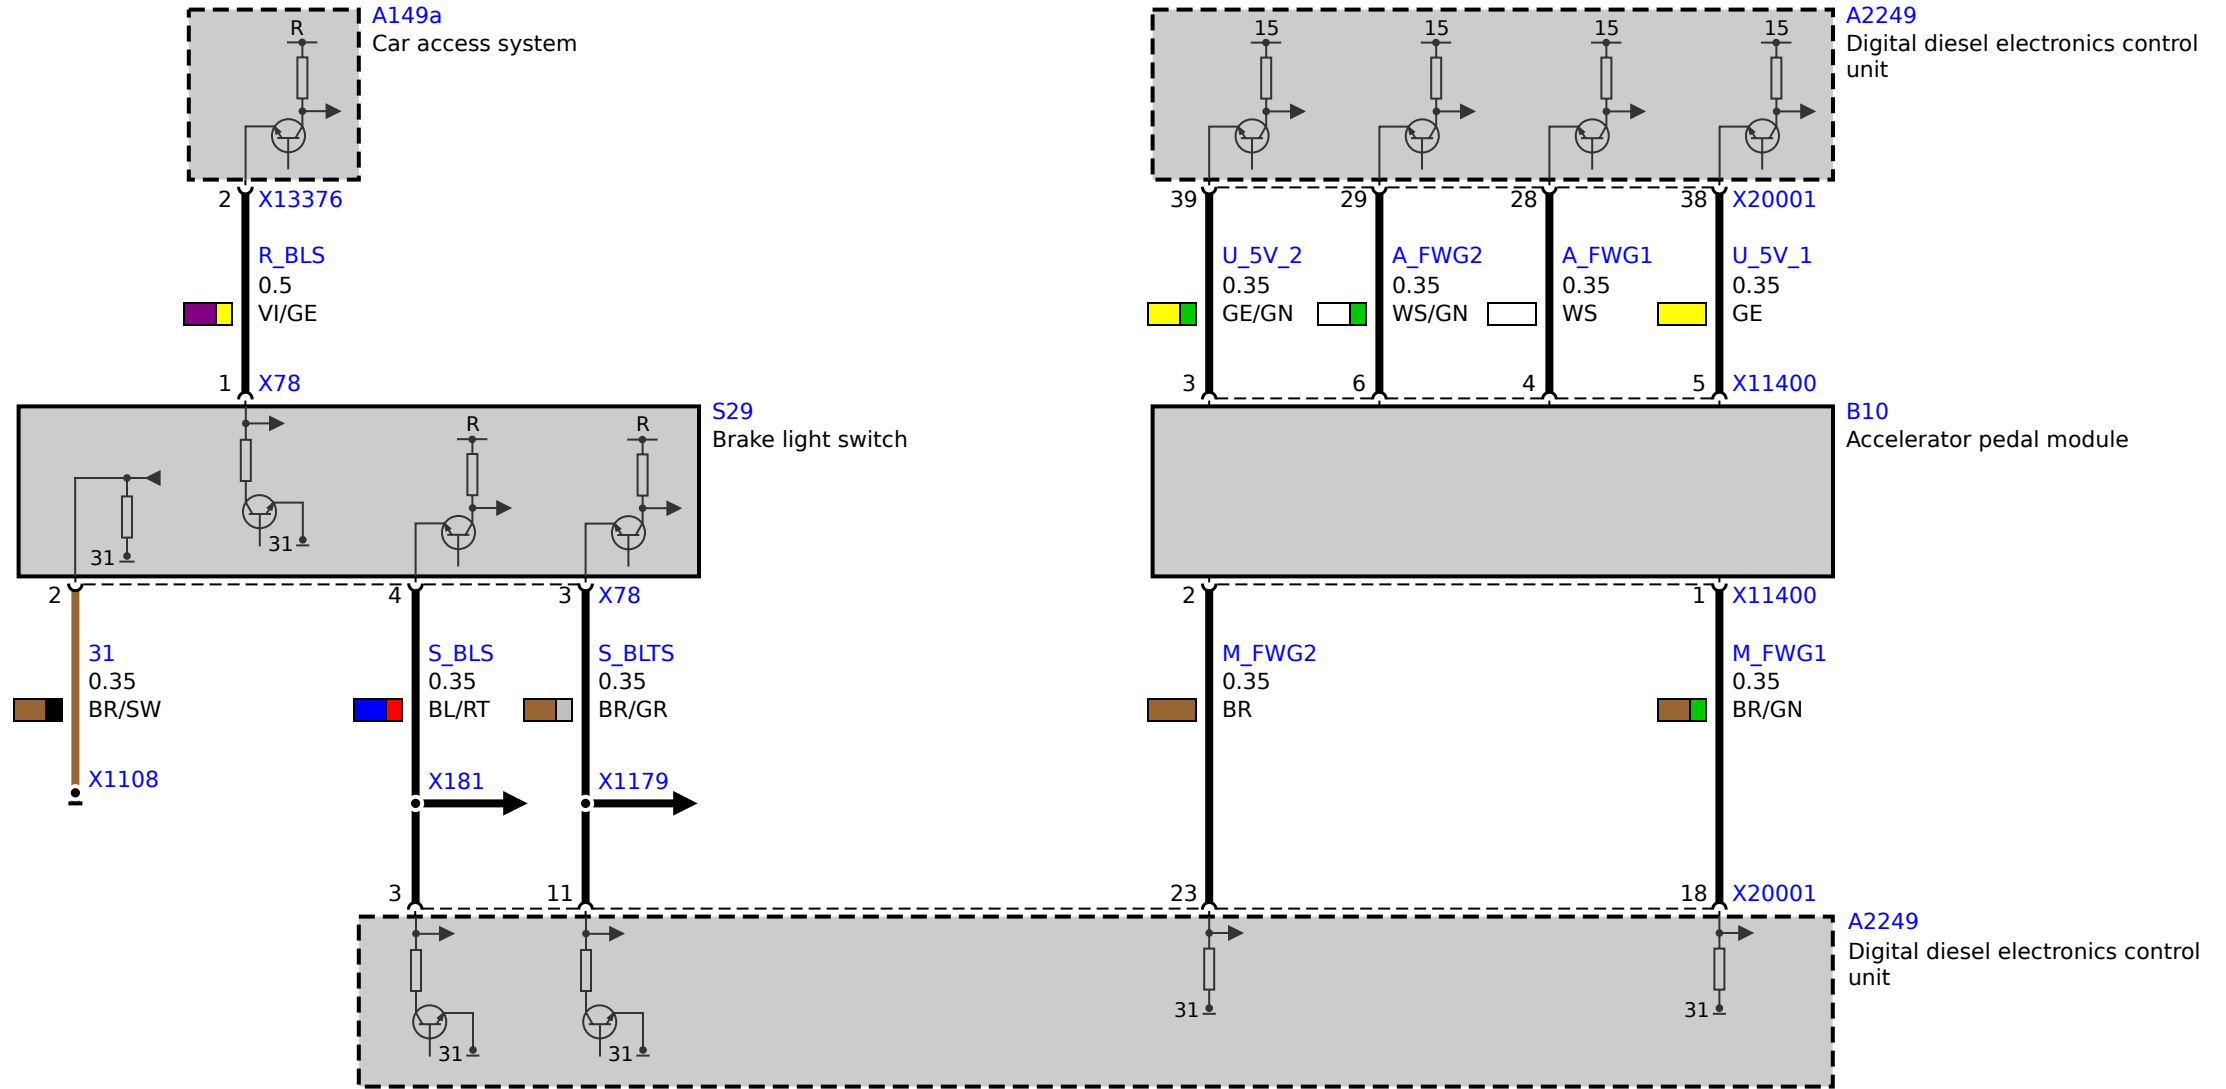 A149a
Car access system
R
2 X13376
R_BLS
0.5
VI/GE
1 X78
A2249
Digital diesel electronics control
unit
15 15 15 15
39 29 28 38 X20001
U_5V_2 A_FWG2 A_FWG1 U_5V_1
0.35 0.35 0.35 0.35
GE/GN WS/GN WS GE
3 6 4 5 X11400
S29
Brake light switch
R R
31
31
B10
Accelerator pedal module
2 4 3 X78
31 S_BLS S_BLTS
0.35 0.35 0.35
BR/SW BL/RT BR/GR
X1108 X181 X1179
3 11
2 1 X11400
M_FWG2 M_FWG1
0.35 0.35
BR BR/GN
23 18 X20001
A2249
Digital diesel electronics control
unit
31 31
31 31